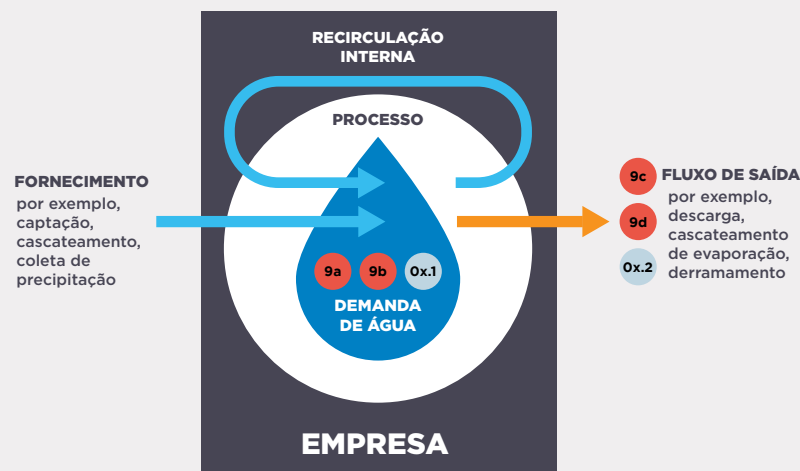 RECIRCULAÇÃO
INTERNA
PROCESSO
FORNECIMENTO
por exemplo,
captação,
cascateamento,
coleta de
precipitação
9a 9b 0x.1
DEMANDA
DE ÁGUA
9c
9d
0x.2
FLUXO DE SAÍDA
por exemplo,
descarga,
cascateamento
de evaporação,
derramamento
EMPRESA